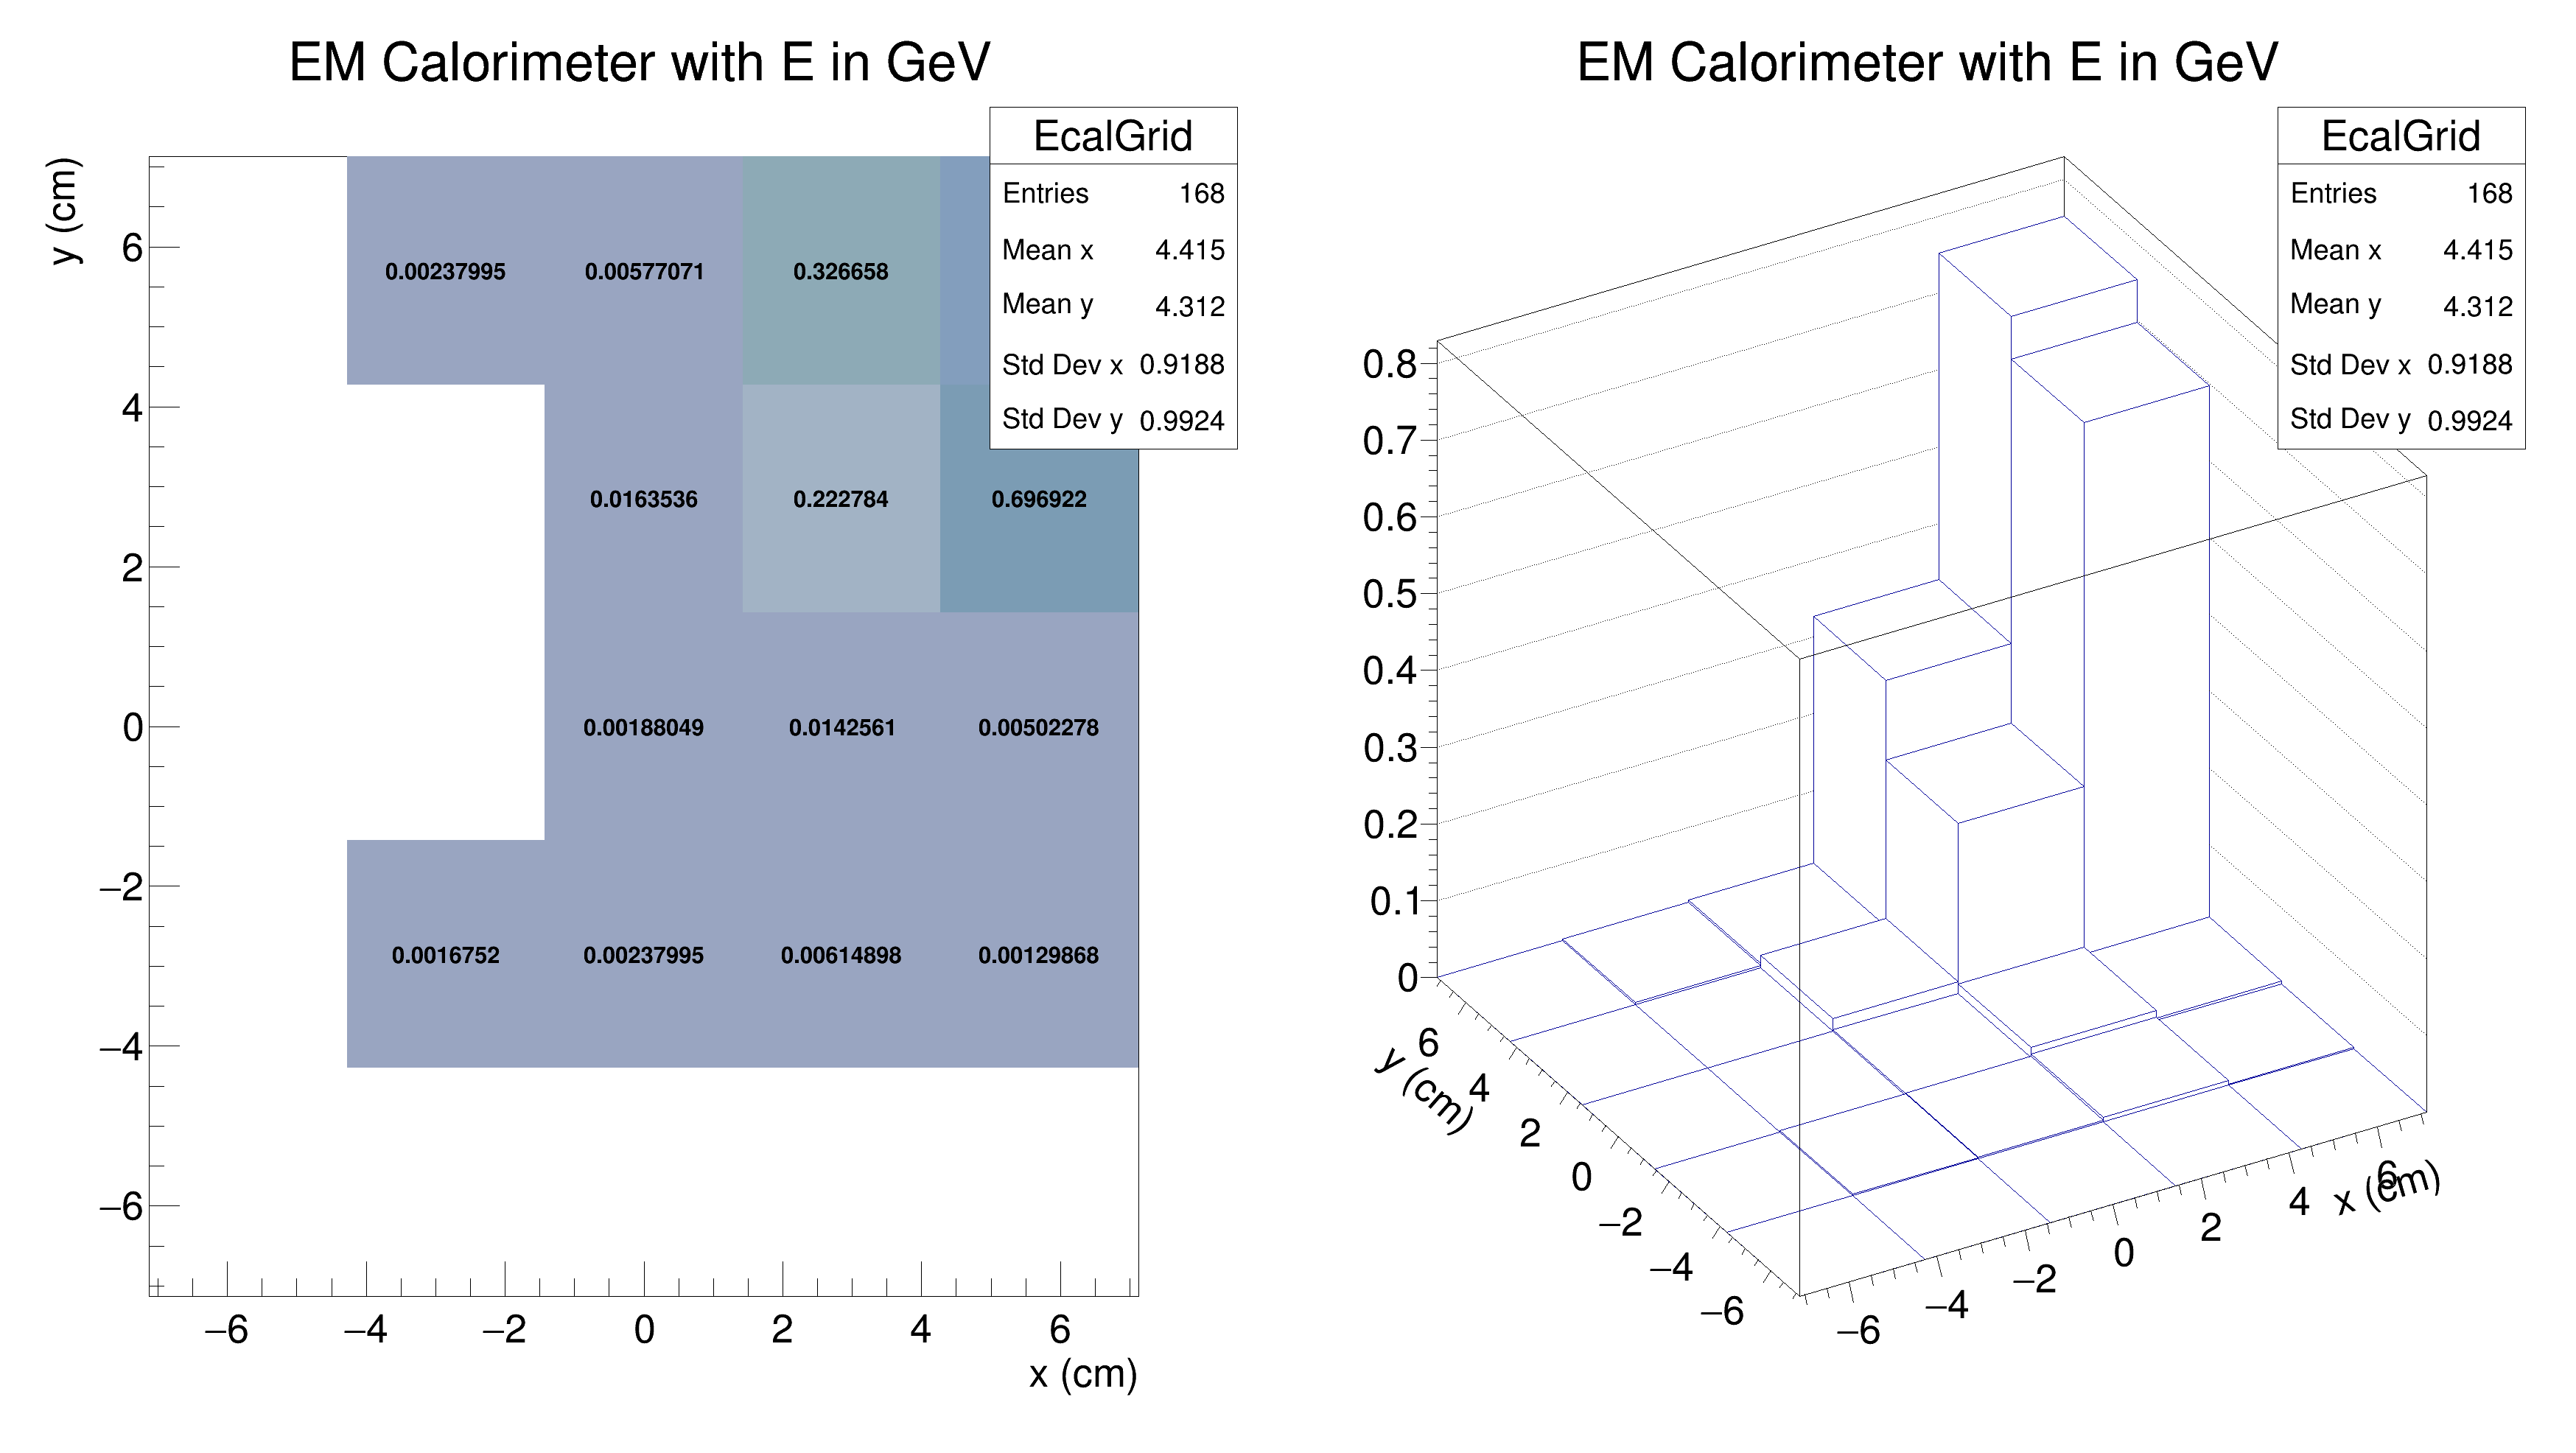 EM Calorimeter with E in GeV
EcalGrid
Entries 168
Mean x 4.415
Mean y 4.312
Std Dev x 0.9188
Std Dev y 0.9924
y (cm)
6
4
2
0
−2
−4
−6
0.00237995 0.00577071 0.326658
0.0163536 0.222784 0.696922
0.00188049 0.0142561 0.00502278
0.0016752 0.00237995 0.00614898 0.00129868
−6 −4 −2 0 2 4 6
x (cm)
EM Calorimeter with E in GeV
EcalGrid
Entries 168
Mean x 4.415
Mean y 4.312
Std Dev x 0.9188
Std Dev y 0.9924
0.8
0.7
0.6
0.5
0.4
0.3
0.2
0.1
0
y (cm)
6
4
2
0
−2
−4
−6
−6 −4 −2 0 2 4 6
x (cm)